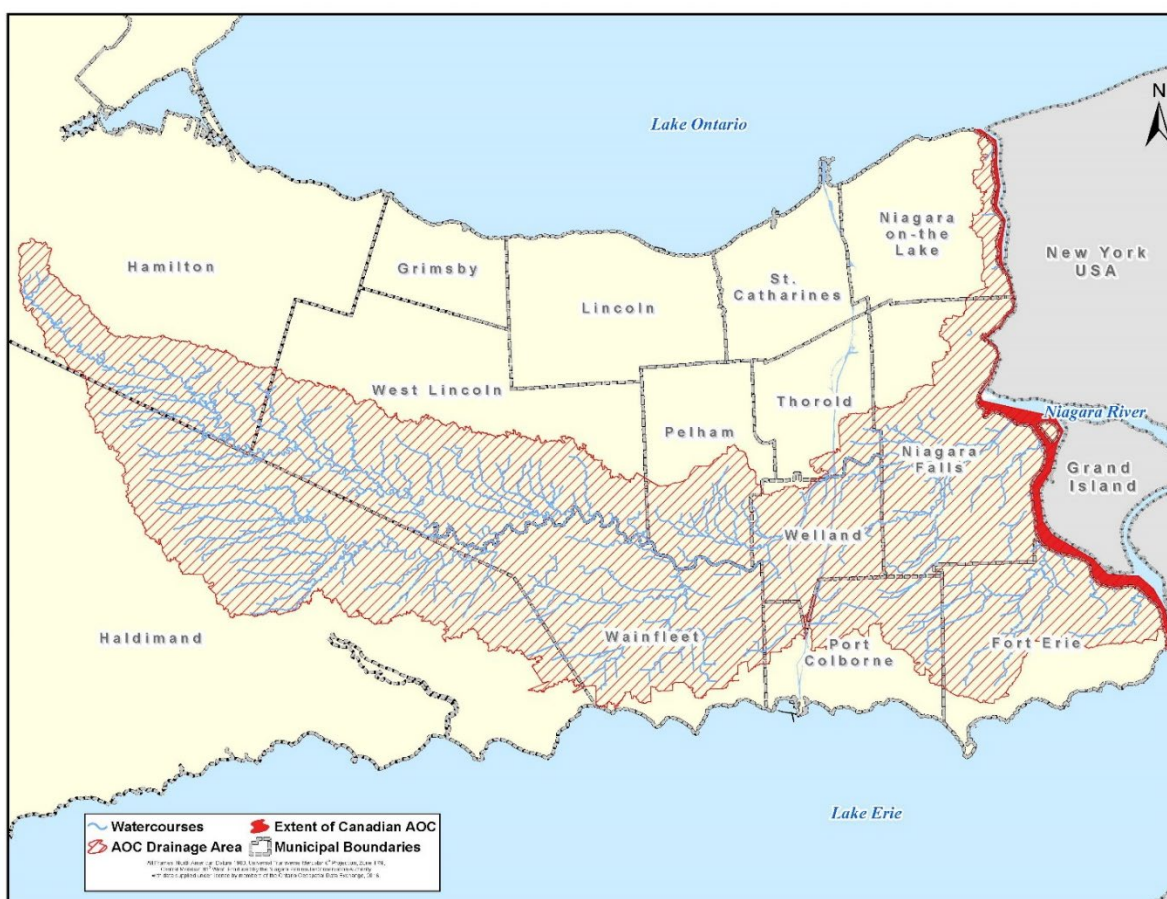 N
Lake Ontario
Niagara
on-the
Lake
New York
USA
Hamilton
Grimsby
Lincoln
St.
Catharines
West Lincoln
Thorold
Pelham
Niagara River
Niagara
Falls
Grand
Island
Welland
Haldimand
Wainfleet
Port
Colborne
Fort Erie
Lake Erie
Watercourses
Extent of Canadian AOC
AOC Drainage Area
Municipal Boundaries